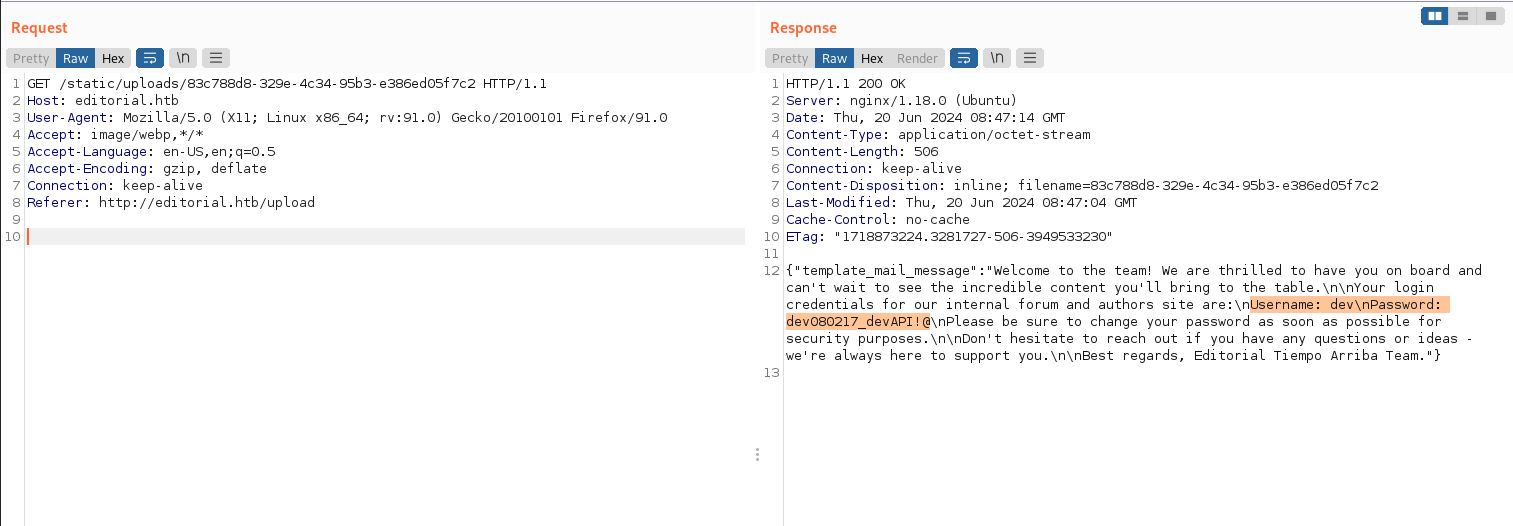 Request
Pretty Raw Hex \n
1 GET /static/uploads/83c788d8-329e-4c34-95b3-e386ed05f7c2 HTTP/1.1
2 Host: editorial.htb
3 User-Agent: Mozilla/5.0 (X11; Linux x86_64; rv:91.0) Gecko/20100101 Firefox/91.0
4 Accept: image/webp,*/*
5 Accept-Language: en-US,en;q=0.5
6 Accept-Encoding: gzip, deflate
7 Connection: keep-alive
8 Referer: http://editorial.htb/upload
9
10
Response
Pretty Raw Hex Render \n
1 HTTP/1.1 200 OK
2 Server: nginx/1.18.0 (Ubuntu)
3 Date: Thu, 20 Jun 2024 08:47:14 GMT
4 Content-Type: application/octet-stream
5 Content-Length: 506
6 Connection: keep-alive
7 Content-Disposition: inline; filename=83c788d8-329e-4c34-95b3-e386ed05f7c2
8 Last-Modified: Thu, 20 Jun 2024 08:47:04 GMT
9 Cache-Control: no-cache
10 ETag: "1718873224.3281727-506-3949533230"
11
12 {"template_mail_message":"Welcome to the team! We are thrilled to have you on board and
can't wait to see the incredible content you'll bring to the table.\n\nYour login
credentials for our internal forum and authors site are:\nUsername: dev\nPassword:
dev080217_devAPI!@\nPlease be sure to change your password as soon as possible for
security purposes.\n\nDon't hesitate to reach out if you have any questions or ideas -
we're always here to support you.\n\nBest regards, Editorial Tiempo Arriba Team."}
13